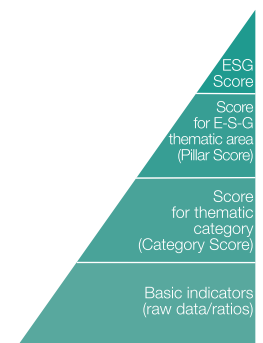 ESG
Score
Score
for E-S-G
thematic area
(Pillar Score)
Score
for thematic
category
(Category Score)
Basic indicators
(raw data/ratios)